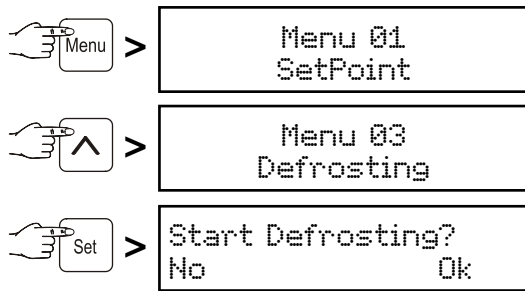 Menu > Menu 01
SetPoint
> Menu 03
Defrosting
Set > Start Defrosting?
No Ok